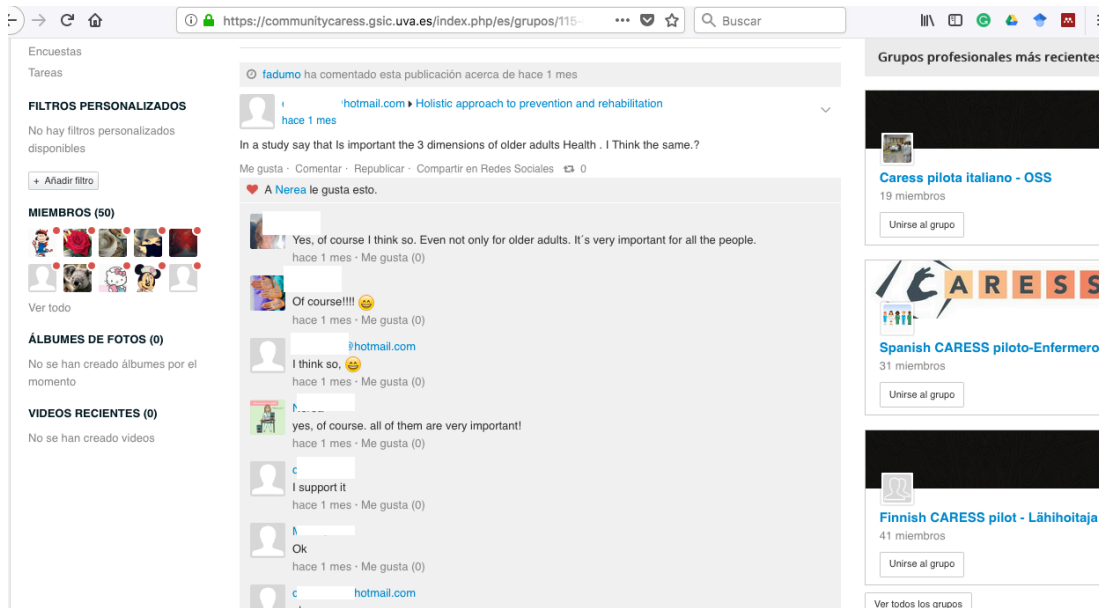 https://communitycaress.gsic.uva.es/index.php/es/grupos/115-
Buscar
Encuestas
Tareas
FILTROS PERSONALIZADOS
No hay filtros personalizados
disponibles
+ Añadir filtro
MIEMBROS (50)
Ver todo
ÁLBUMES DE FOTOS (0)
No se han creado álbumes por el
momento
VIDEOS RECIENTES (0)
No se han creado videos
fadumo ha comentado esta publicación acerca de hace 1 mes
hotmail.com Holistic approach to prevention and rehabilitation
hace 1 mes
In a study say that Is important the 3 dimensions of older adults Health . I Think the same.?
Me gusta · Comentar · Republicar · Compartir en Redes Sociales 0
A Nerea le gusta esto.
Yes, of course I think so. Even not only for older adults. It´s very important for all the people.
hace 1 mes · Me gusta (0)
Of course!!!!
hace 1 mes · Me gusta (0)
@hotmail.com
I think so,
hace 1 mes · Me gusta (0)
yes, of course. all of them are very important!
hace 1 mes · Me gusta (0)
I support it
hace 1 mes · Me gusta (0)
Ok
hace 1 mes · Me gusta (0)
hotmail.com
Grupos profesionales más recientes
Caress pilota italiano - OSS
19 miembros
Unirse al grupo
CARESS
Spanish CARESS piloto-Enfermero
31 miembros
Unirse al grupo
Finnish CARESS pilot - Lähihoitaja
41 miembros
Unirse al grupo
Ver todos los grupos